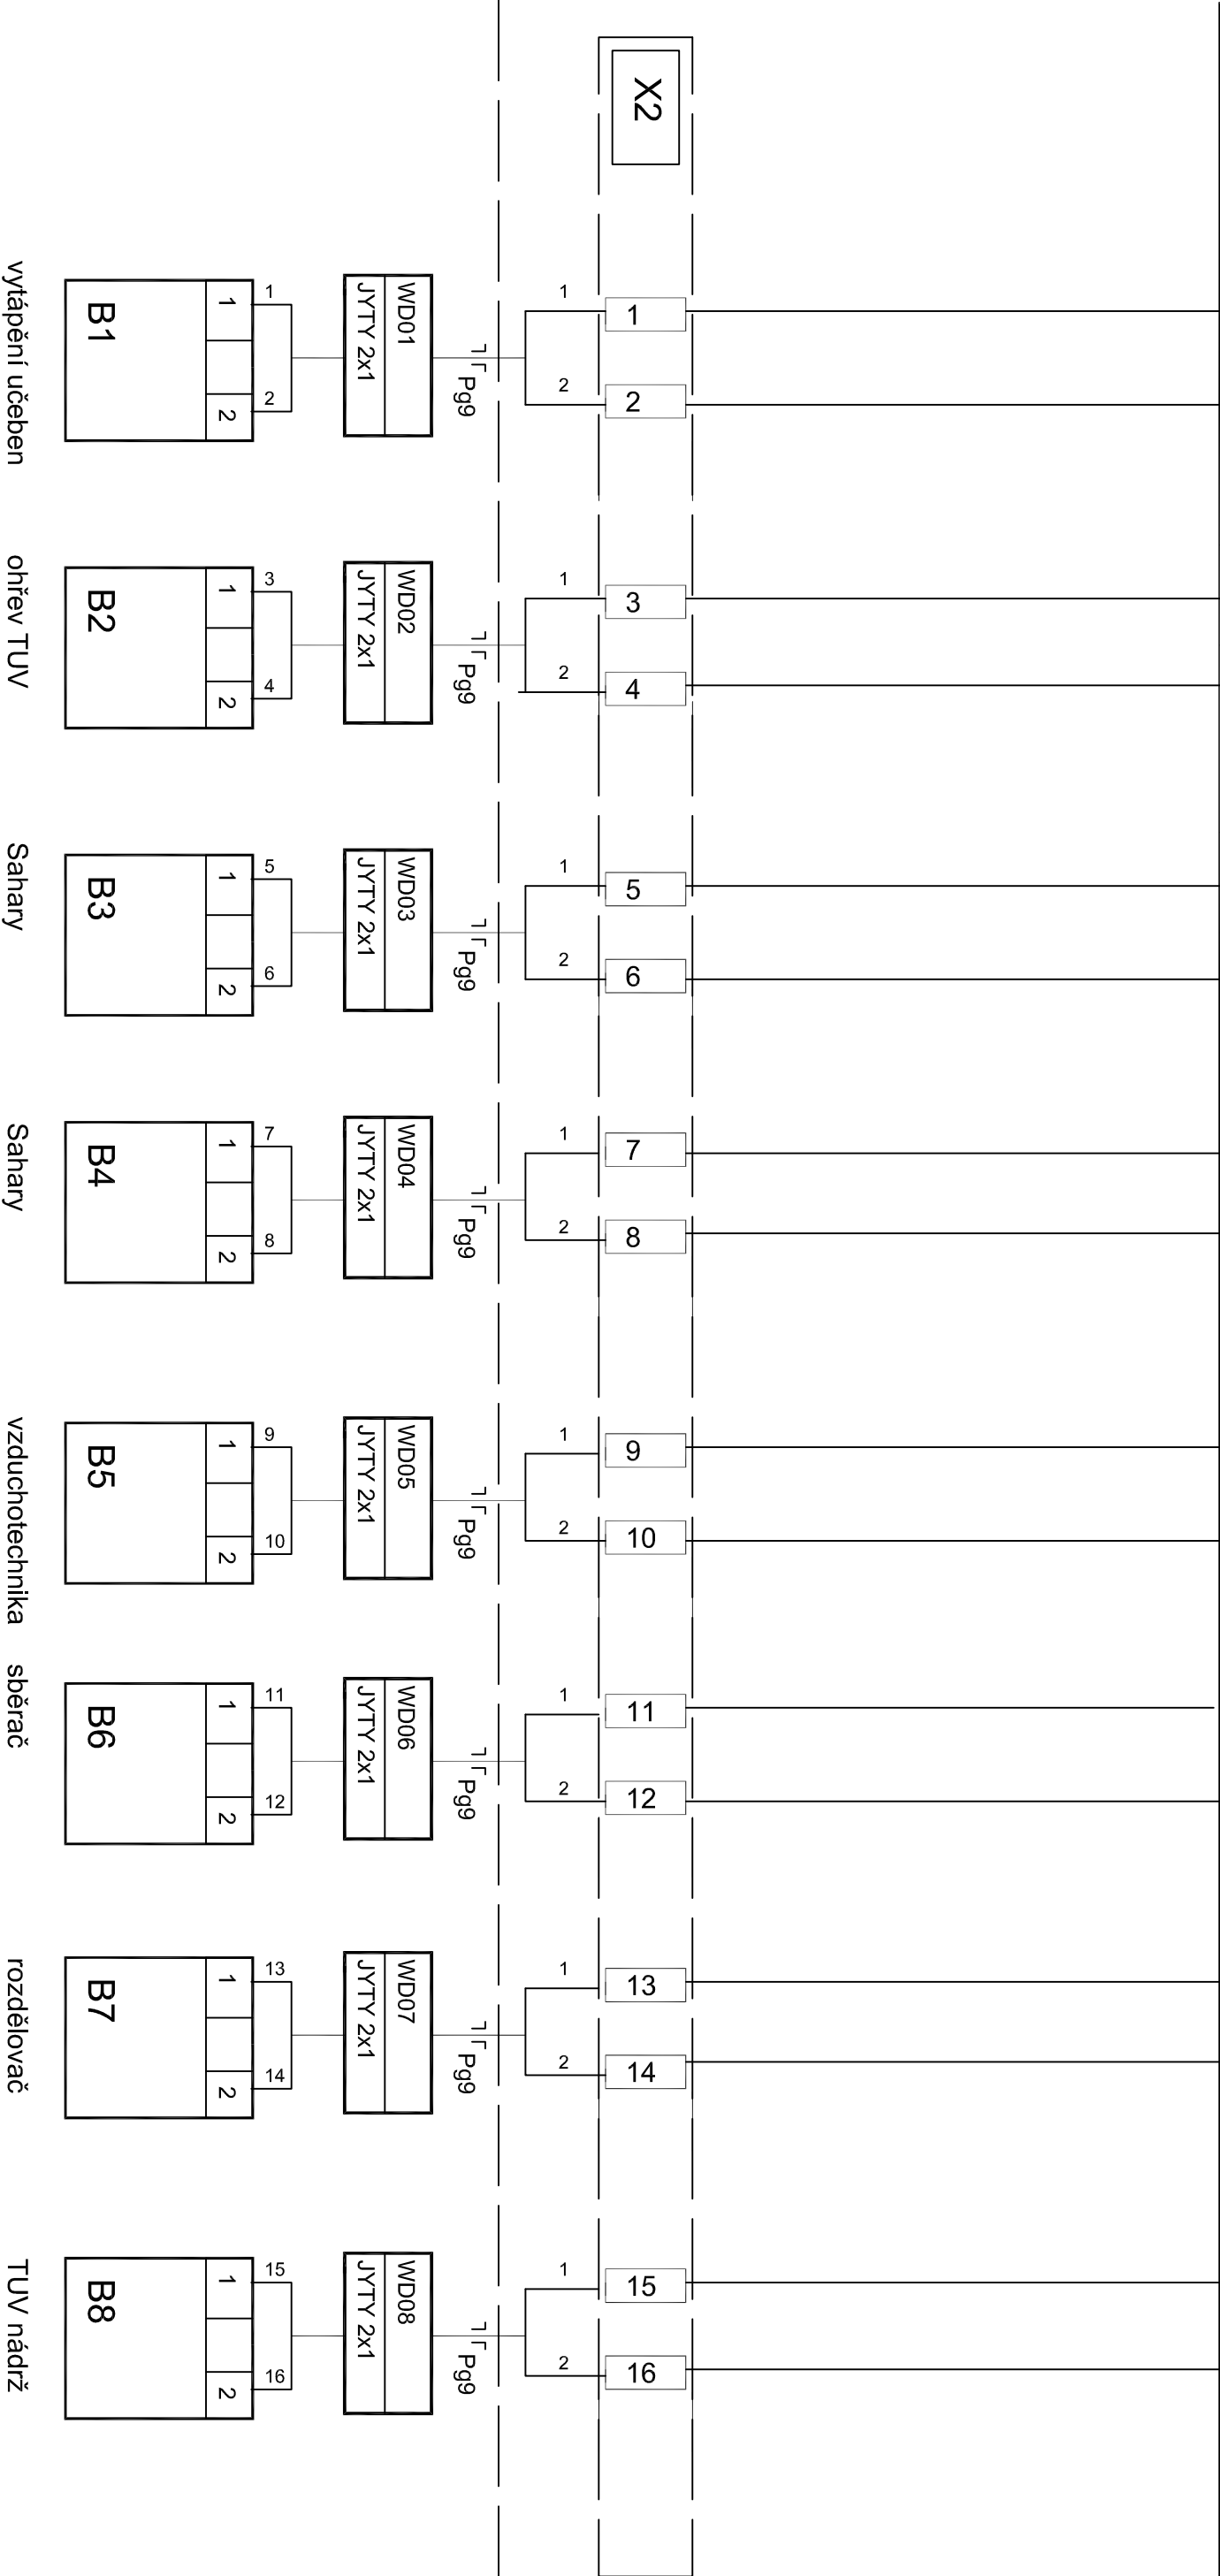 X2
1
2
1
2
Pg9
WD01
JYTY 2x1
1
2
1
2
B1
vytápění učeben
1
2
3
4
Pg9
WD02
JYTY 2x1
3
4
1
2
B2
ohřev TUV
1
2
5
6
Pg9
WD03
JYTY 2x1
5
6
1
2
B3
Sahary
1
2
7
8
Pg9
WD04
JYTY 2x1
7
8
1
2
B4
Sahary
1
2
9
10
Pg9
WD05
JYTY 2x1
9
10
1
2
B5
vzduchotechnika
1
2
11
12
Pg9
WD06
JYTY 2x1
11
12
1
2
B6
sběrač
1
2
13
14
Pg9
WD07
JYTY 2x1
13
14
1
2
B7
rozdělovač
1
2
15
16
Pg9
WD08
JYTY 2x1
15
16
1
2
B8
TUV nádrž